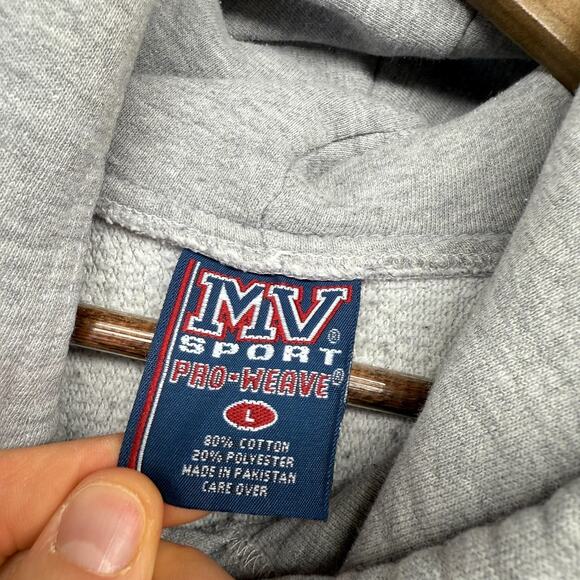 MV®
SPORT
PRO-WEAVE®
L
80% COTTON
20% POLYESTER
MADE IN PAKISTAN
CARE OVER